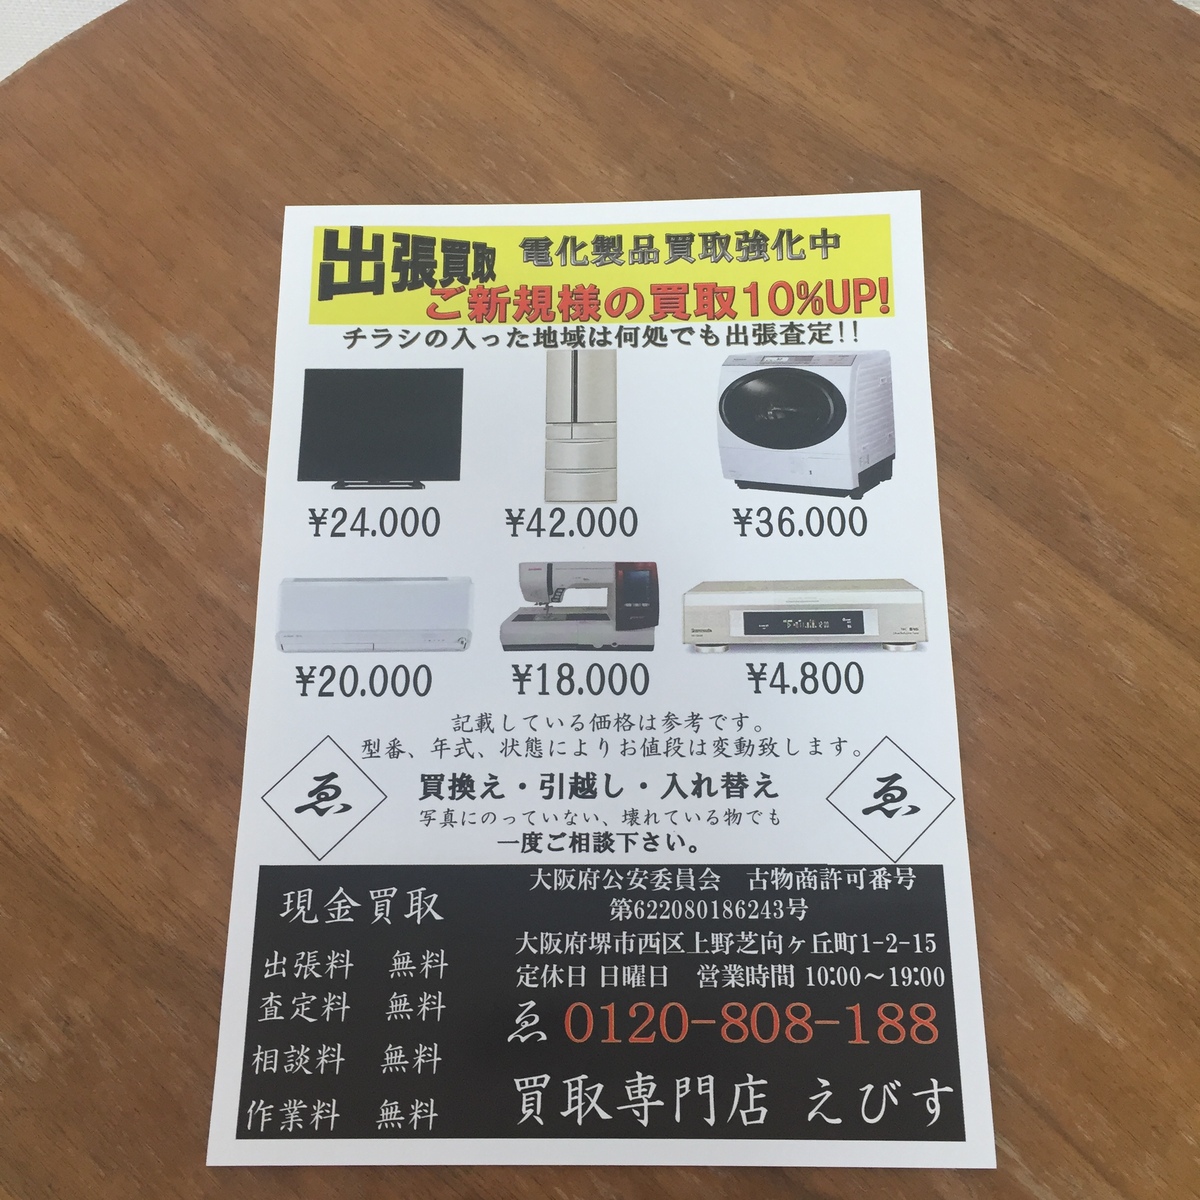 出張買取 電化製品買取強化中
ご新規様の買取10%UP!
チラシの入った地域は何処でも出張査定!!
¥24.000 ¥42.000 ¥36.000
¥20.000 ¥18.000 ¥4.800
記載している価格は参考です。
型番、年式、状態によりお値段は変動致します。
ゑ ゑ
買換え・引越し・入れ替え
写真にのっていない、壊れている物でも
一度ご相談下さい。
現金買取
出張料 無料
査定料 無料
相談料 無料
作業料 無料
大阪府公安委員会 古物商許可番号
第622080186243号
大阪府堺市西区上野芝向ヶ丘町1-2-15
定休日 日曜日 営業時間 10:00〜19:00
ゑ 0120-808-188
買取専門店 えびす